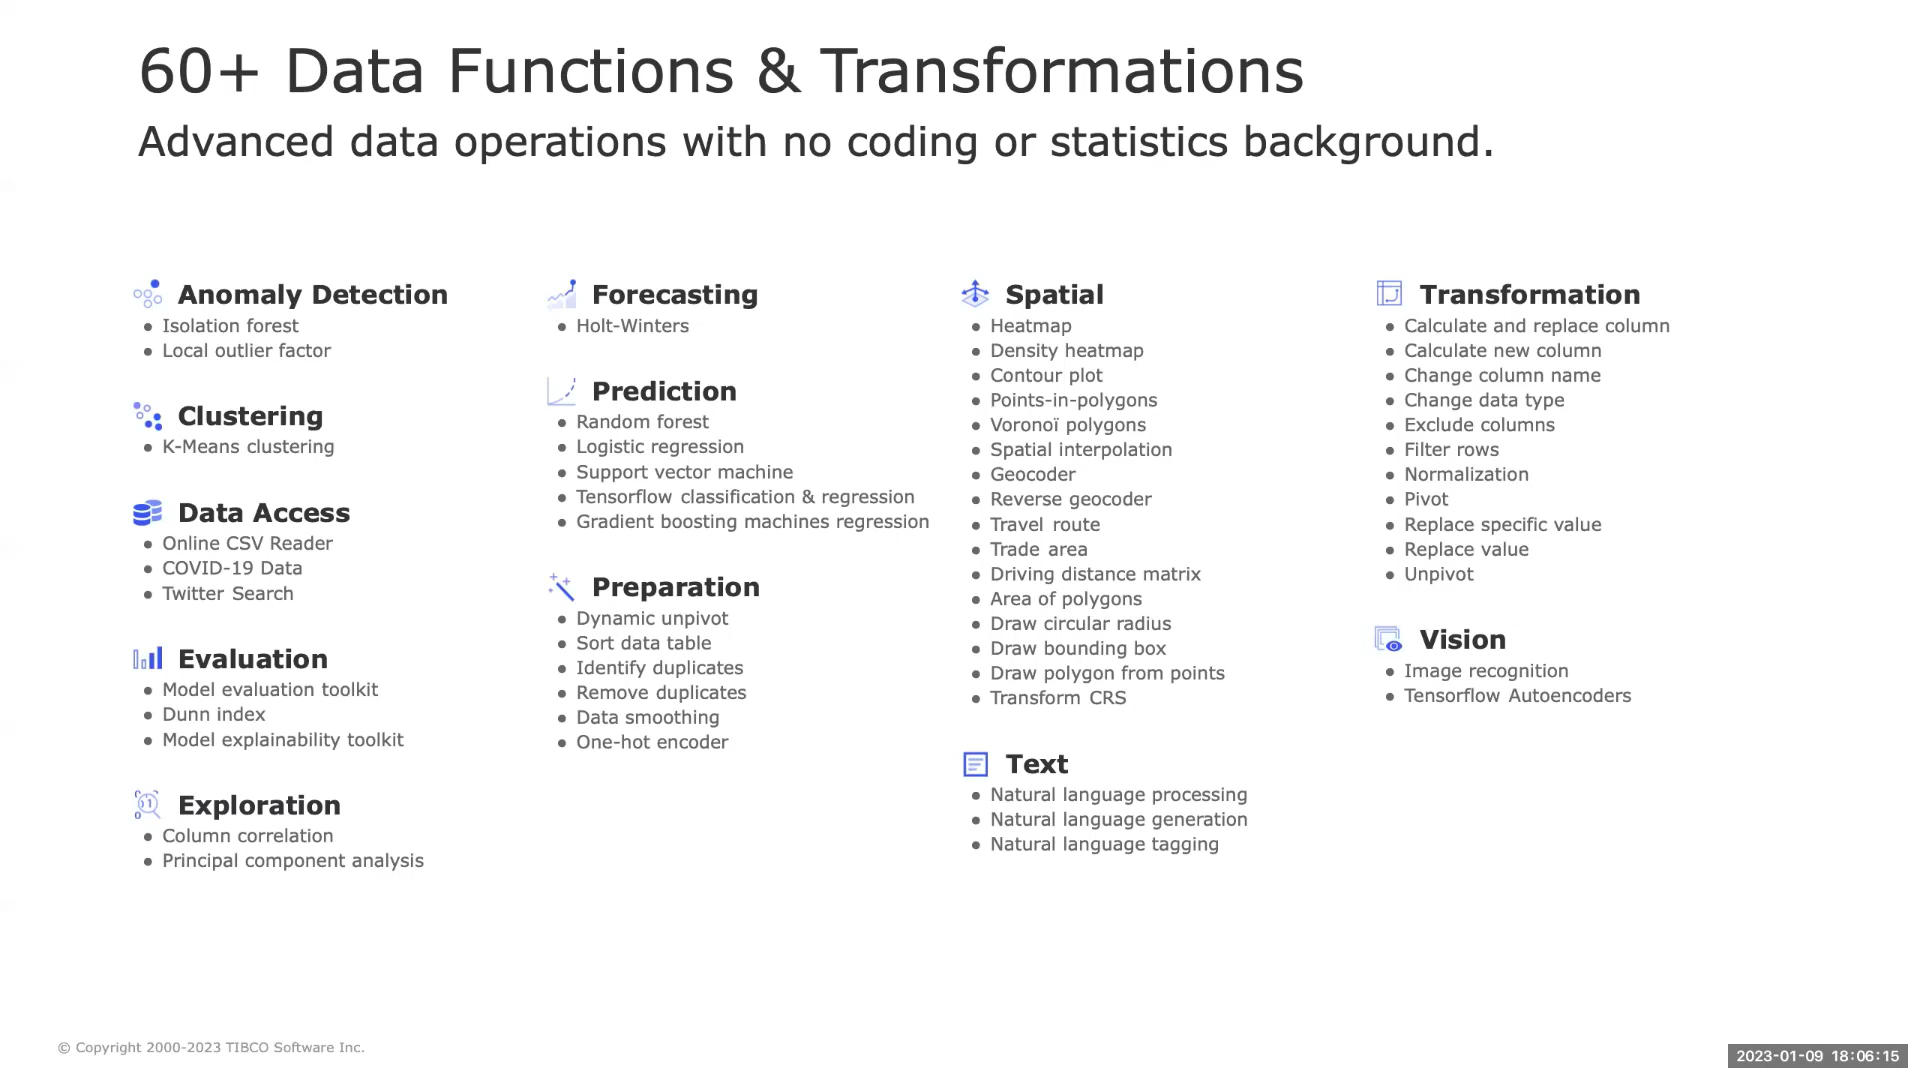 60+ Data Functions & Transformations
Advanced data operations with no coding or statistics background.
Anomaly Detection
• Isolation forest
• Local outlier factor
Clustering
• K-Means clustering
Data Access
• Online CSV Reader
• COVID-19 Data
• Twitter Search
Evaluation
• Model evaluation toolkit
• Dunn index
• Model explainability toolkit
Exploration
• Column correlation
• Principal component analysis
Forecasting
• Holt-Winters
Prediction
• Random forest
• Logistic regression
• Support vector machine
• Tensorflow classification & regression
• Gradient boosting machines regression
Preparation
• Dynamic unpivot
• Sort data table
• Identify duplicates
• Remove duplicates
• Data smoothing
• One-hot encoder
Spatial
• Heatmap
• Density heatmap
• Contour plot
• Points-in-polygons
• Voronoï polygons
• Spatial interpolation
• Geocoder
• Reverse geocoder
• Travel route
• Trade area
• Driving distance matrix
• Area of polygons
• Draw circular radius
• Draw bounding box
• Draw polygon from points
• Transform CRS
Text
• Natural language processing
• Natural language generation
• Natural language tagging
Transformation
• Calculate and replace column
• Calculate new column
• Change column name
• Change data type
• Exclude columns
• Filter rows
• Normalization
• Pivot
• Replace specific value
• Replace value
• Unpivot
Vision
• Image recognition
• Tensorflow Autoencoders
© Copyright 2000-2023 TIBCO Software Inc.
2023-01-09 18:06:15